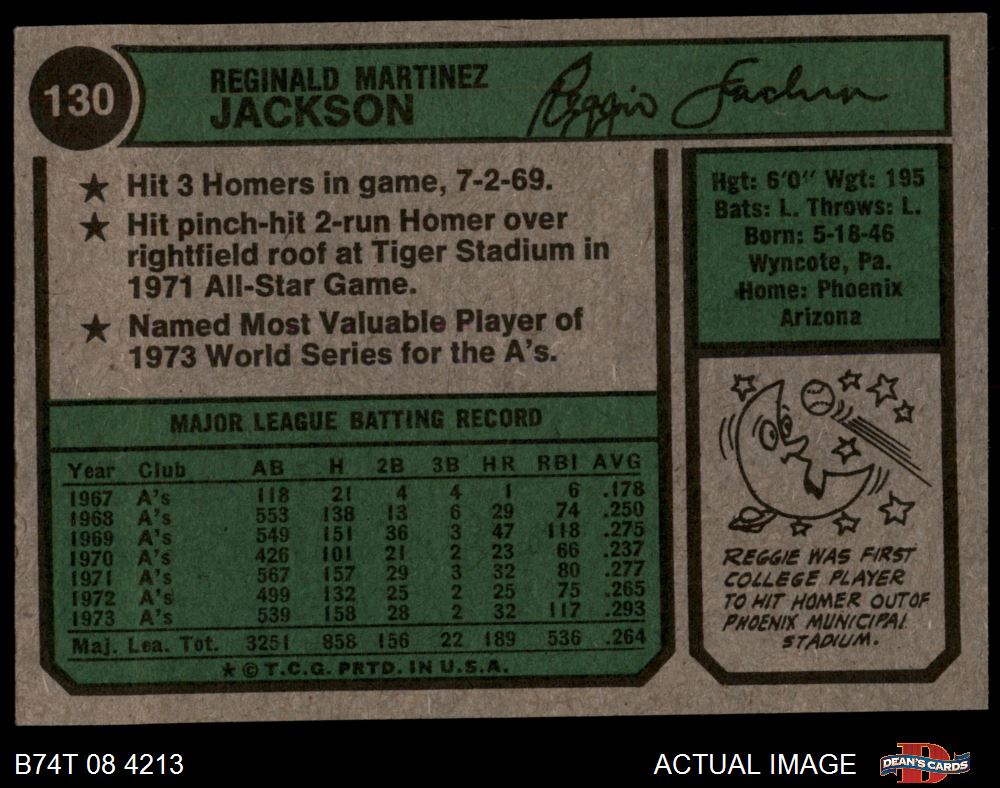 130
REGINALD MARTINEZ
JACKSON
Reggie Jackson
★ Hit 3 Homers in game, 7-2-69.
★ Hit pinch-hit 2-run Homer over
rightfield roof at Tiger Stadium in
1971 All-Star Game.
★ Named Most Valuable Player of
1973 World Series for the A's.
Hgt: 6'0" Wgt: 195
Bats: L. Throws: L.
Born: 5-18-46
Wyncote, Pa.
Home: Phoenix
Arizona
MAJOR LEAGUE BATTING RECORD
Year Club AB H 2B 3B HR RBI AVG
1967 A's 118 21 4 4 1 6 .178
1968 A's 553 138 13 6 29 74 .250
1969 A's 549 151 36 3 47 118 .275
1970 A's 426 101 21 2 23 66 .237
1971 A's 567 157 29 3 32 80 .277
1972 A's 499 132 25 2 25 75 .265
1973 A's 539 158 28 2 32 117 .293
Maj. Lea. Tot. 3251 858 156 22 189 536 .264
★ © T.C.G. PRTD. IN U.S.A.
REGGIE WAS FIRST
COLLEGE PLAYER
TO HIT HOMER OUT OF
PHOENIX MUNICIPAL
STADIUM.
B74T 08 4213
ACTUAL IMAGE
DEAN'S CARDS